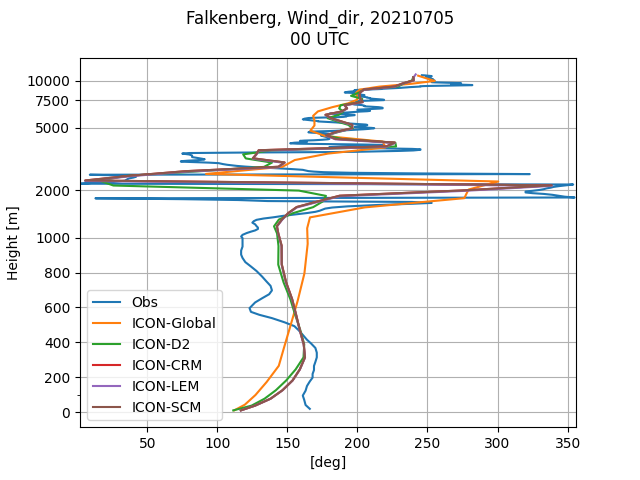 Falkenberg, Wind_dir, 20210705
00 UTC
10000
7500
5000
2000
1000
800
600
400
200
0
Height [m]
Obs
ICON-Global
ICON-D2
ICON-CRM
ICON-LEM
ICON-SCM
50
100
150
200
250
300
350
[deg]